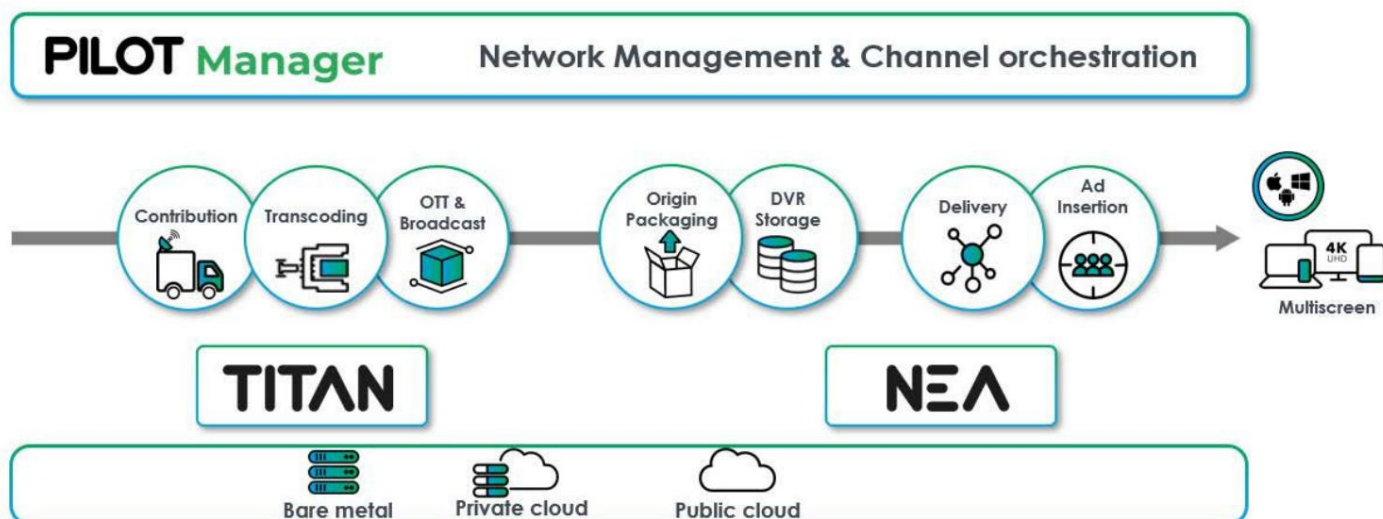 PILOT Manager Network Management & Channel orchestration
Contribution
Transcoding
OTT &
Broadcast
Origin
Packaging
DVR
Storage
Delivery
Ad
Insertion
4K
UHD
Multiscreen
TITAN
NEA
Bare metal
Private cloud
Public cloud